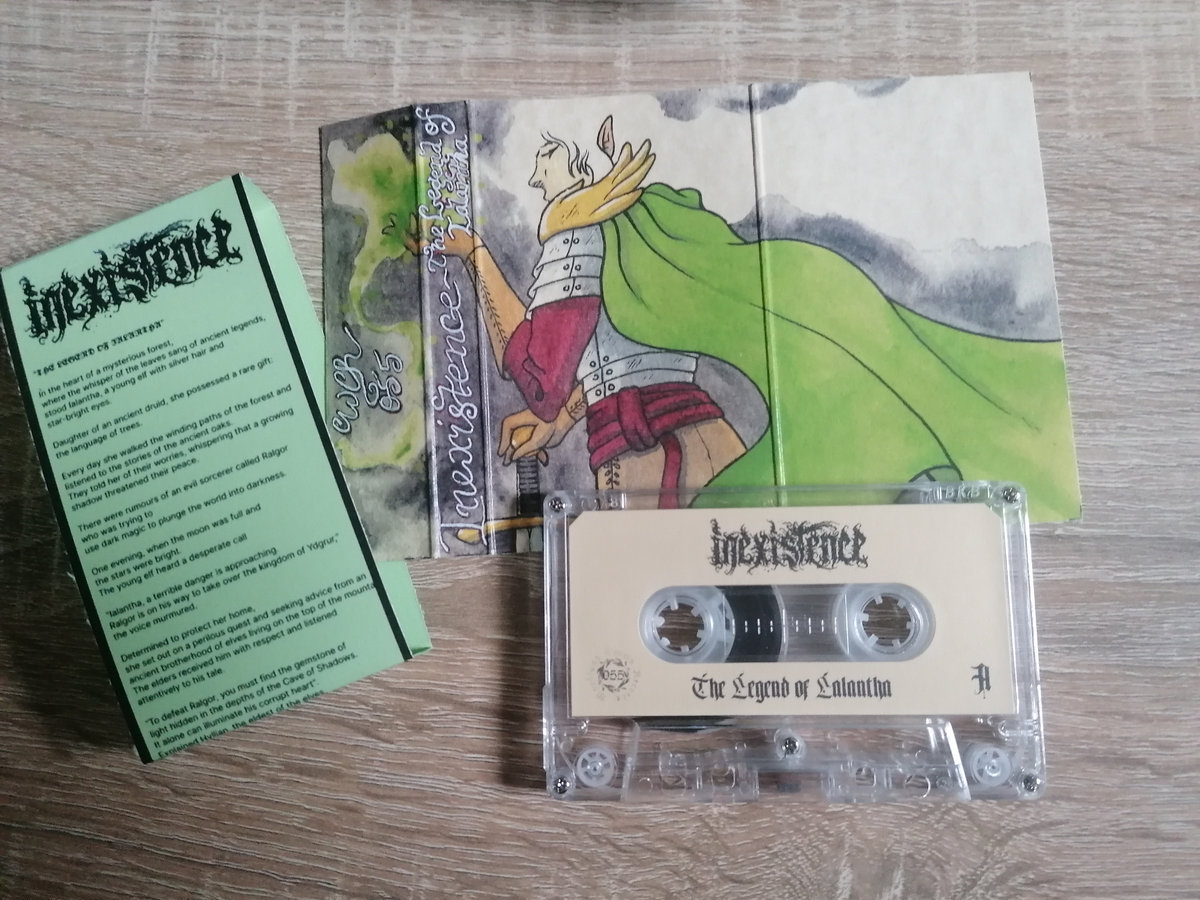 inexistence
"THE LEGEND OF LALANTHA"
In the heart of a mysterious forest,
where the whisper of the leaves sang of ancient legends,
stood lalantha, a young elf with silver hair and
star-bright eyes.
Daughter of an ancient druid, she possessed a rare gift:
the language of trees.
Every day she walked the winding paths of the forest and
listened to the stories of the ancient oaks.
They told her of their worries, whispering that a growing
shadow threatened their peace.
There were rumours of an evil sorcerer called Ralgor
who was trying to
use dark magic to plunge the world into darkness.
One evening, when the moon was full and
the stars were bright.
The young elf heard a desperate call
"lalantha, a terrible danger is approaching
Ralgor is on his way to take over the kingdom of Ydgrur,"
the voice murmured.
Determined to protect her home,
she set out on a perilous quest and seeking advice from an
ancient brotherhood of elves living on the top of the mounta
The elders received him with respect and listened
attentively to his tale.
"To defeat Ralgor, you must find the gemstone of
light hidden in the depths of the Cave of Shadows.
It alone can illuminate his corrupt heart".
Explained Hyllian, the eldest of the elves
055
Inexistence ~ The Legend of Lalantha
inexistence
055
The Legend of Lalantha
A